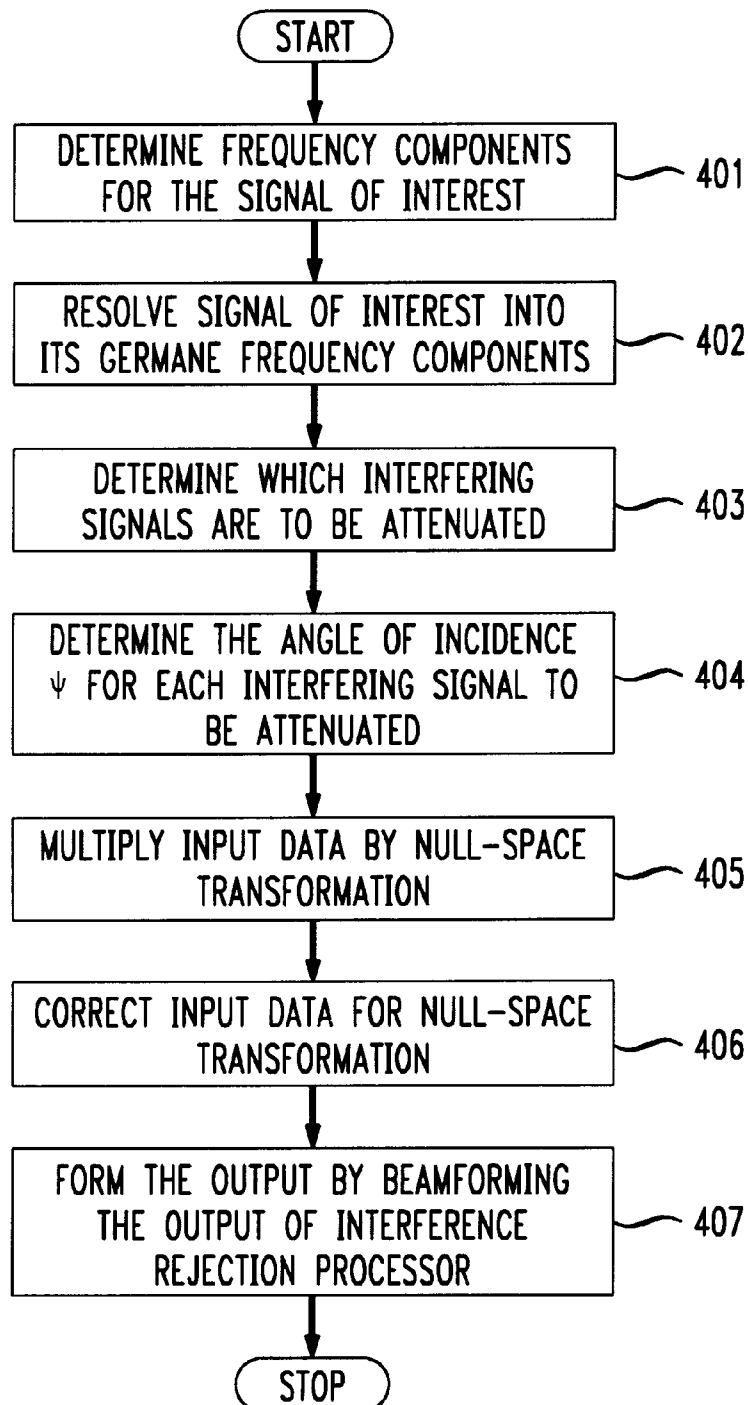 START
DETERMINE FREQUENCY COMPONENTS
FOR THE SIGNAL OF INTEREST
401
RESOLVE SIGNAL OF INTEREST INTO
ITS GERMANE FREQUENCY COMPONENTS
402
DETERMINE WHICH INTERFERING
SIGNALS ARE TO BE ATTENUATED
403
DETERMINE THE ANGLE OF INCIDENCE
Ψ FOR EACH INTERFERING SIGNAL TO
BE ATTENUATED
404
MULTIPLY INPUT DATA BY NULL-SPACE
TRANSFORMATION
405
CORRECT INPUT DATA FOR NULL-SPACE
TRANSFORMATION
406
FORM THE OUTPUT BY BEAMFORMING
THE OUTPUT OF INTERFERENCE
REJECTION PROCESSOR
407
STOP